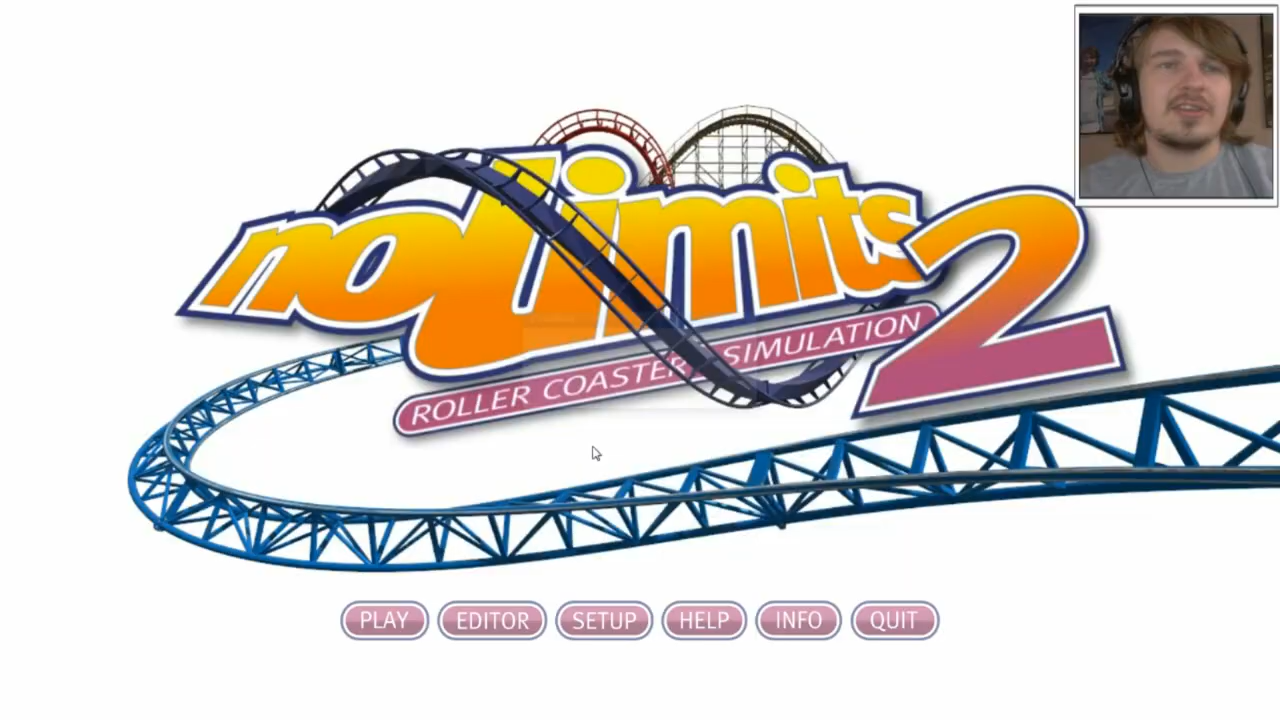 noLimits 2
ROLLER COASTER SIMULATION
PLAY EDITOR SETUP HELP INFO QUIT